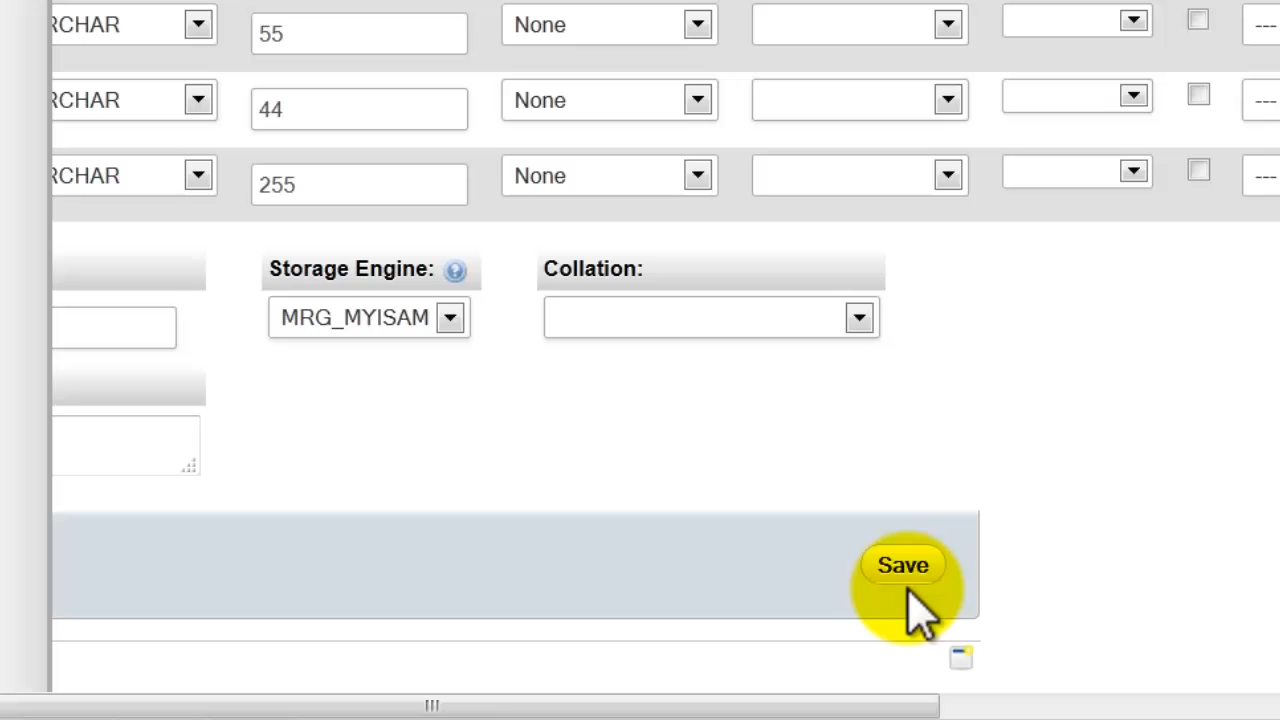 RCHAR 55 None ---
RCHAR 44 None ---
RCHAR 255 None ---
Storage Engine: Collation:
MRG_MYISAM
Save